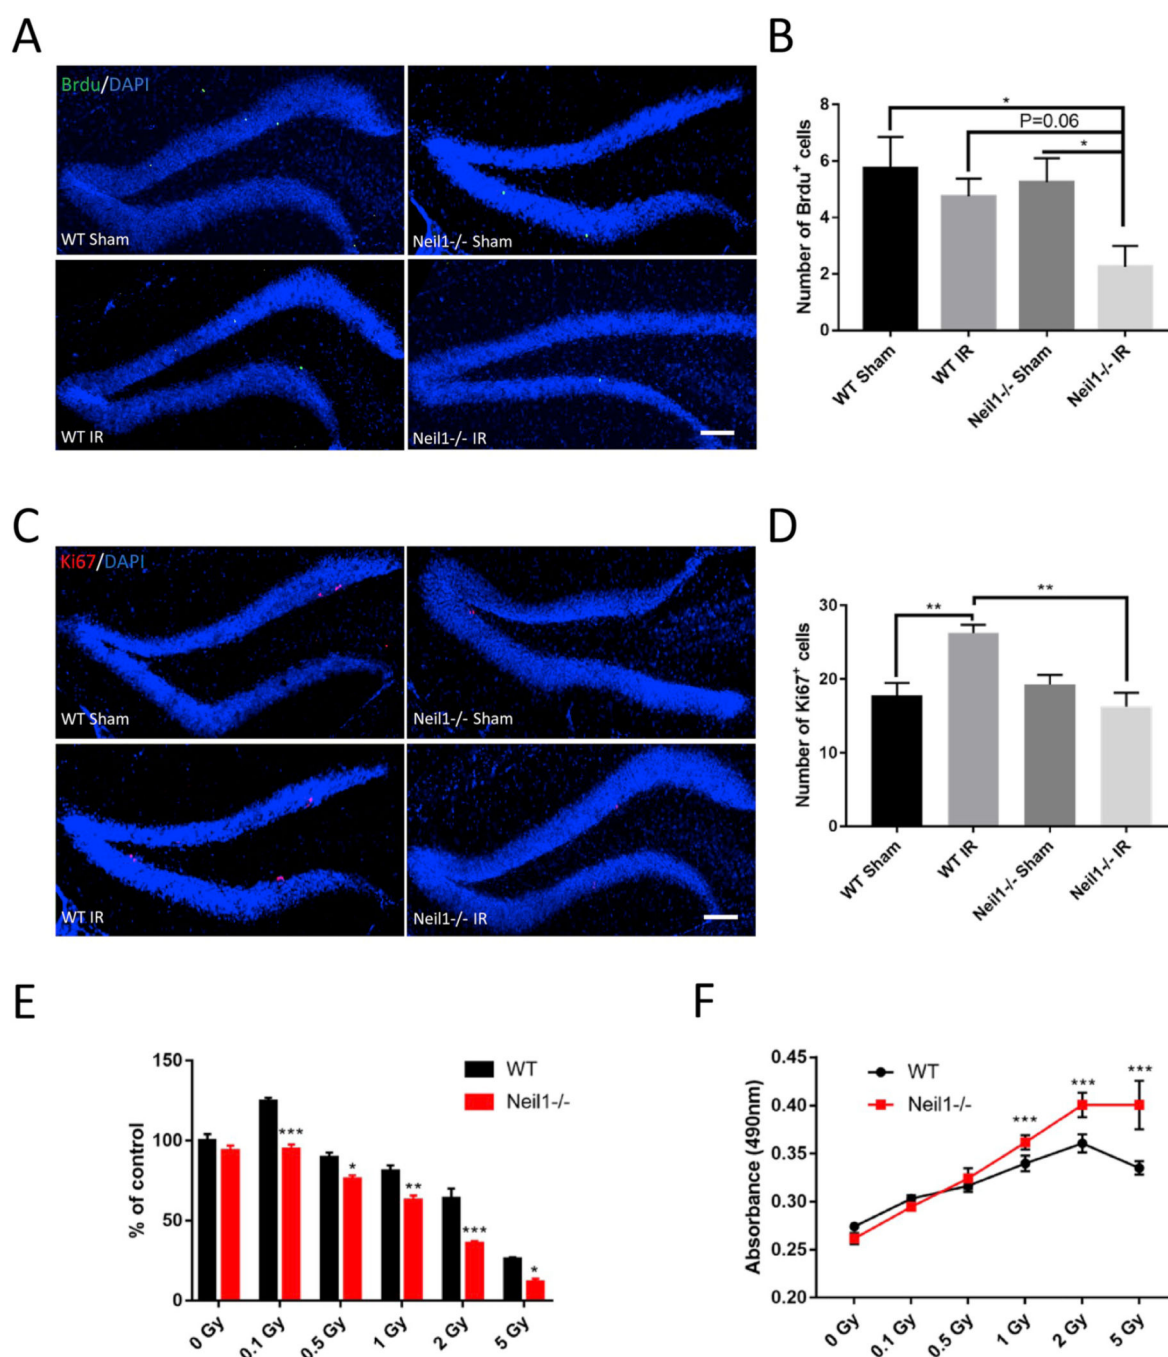 A
Brdu/DAPI
WT Sham
Neil1-/- Sham
WT IR
Neil1-/- IR
B
Number of Brdu+ cells
8
6
4
2
0
*
P=0.06
*
WT Sham
WT IR
Neil1-/- Sham
Neil1-/- IR
C
Ki67/DAPI
WT Sham
Neil1-/- Sham
WT IR
Neil1-/- IR
D
Number of Ki67+ cells
30
20
10
0
**
**
WT Sham
WT IR
Neil1-/- Sham
Neil1-/- IR
E
% of control
150
100
50
0
WT
Neil1-/-
***
*
**
***
*
0 Gy
0.1 Gy
0.5 Gy
1 Gy
2 Gy
5 Gy
F
Absorbance (490nm)
0.45
0.40
0.35
0.30
0.25
0.20
WT
Neil1-/-
***
***
***
0 Gy
0.1 Gy
0.5 Gy
1 Gy
2 Gy
5 Gy